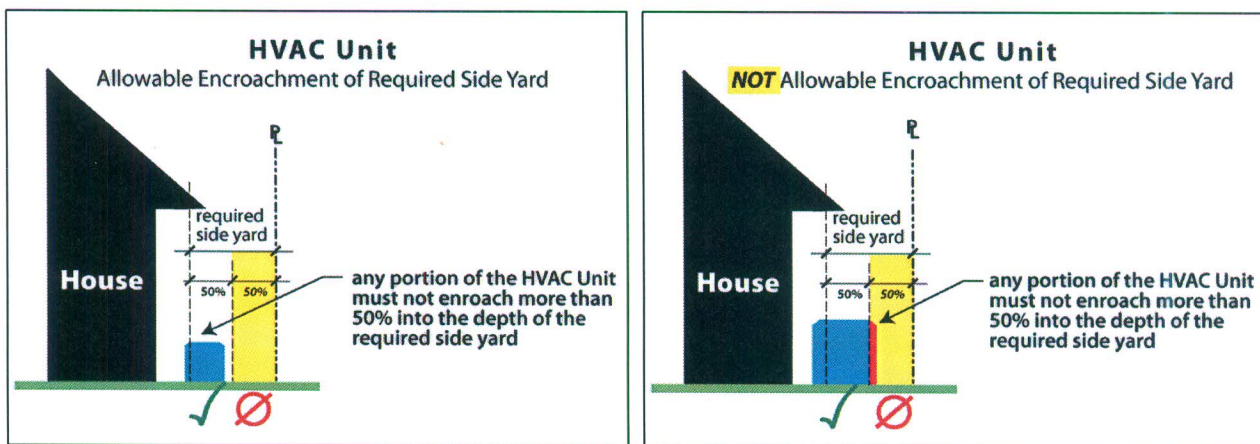 HVAC Unit
Allowable Encroachment of Required Side Yard
℄
required
side yard
House
50%
50%
any portion of the HVAC Unit
must not enroach more than
50% into the depth of the
required side yard
HVAC Unit
NOT Allowable Encroachment of Required Side Yard
℄
required
side yard
House
50%
50%
any portion of the HVAC Unit
must not enroach more than
50% into the depth of the
required side yard